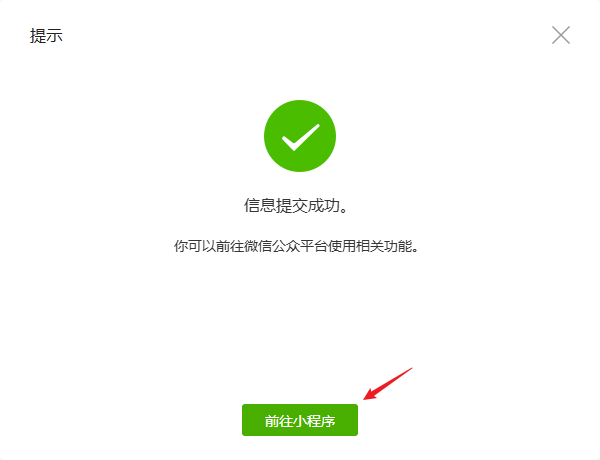 提示
信息提交成功。
你可以前往微信公众平台使用相关功能。
前往小程序